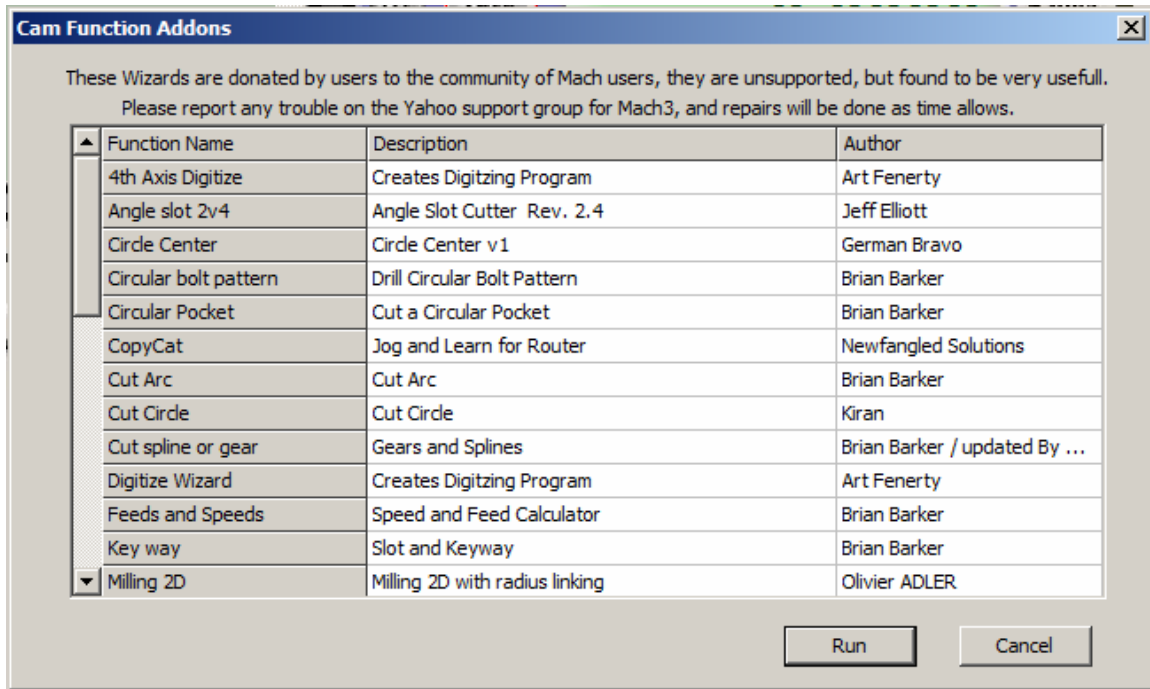 Cam Function Addons
These Wizards are donated by users to the community of Mach users, they are unsupported, but found to be very usefull.
Please report any trouble on the Yahoo support group for Mach3, and repairs will be done as time allows.
Function Name Description Author
4th Axis Digitize Creates Digitzing Program Art Fenerty
Angle slot 2v4 Angle Slot Cutter Rev. 2.4 Jeff Elliott
Circle Center Circle Center v1 German Bravo
Circular bolt pattern Drill Circular Bolt Pattern Brian Barker
Circular Pocket Cut a Circular Pocket Brian Barker
CopyCat Jog and Learn for Router Newfangled Solutions
Cut Arc Cut Arc Brian Barker
Cut Circle Cut Circle Kiran
Cut spline or gear Gears and Splines Brian Barker / updated By ...
Digitize Wizard Creates Digitzing Program Art Fenerty
Feeds and Speeds Speed and Feed Calculator Brian Barker
Key way Slot and Keyway Brian Barker
Milling 2D Milling 2D with radius linking Olivier ADLER
Run Cancel